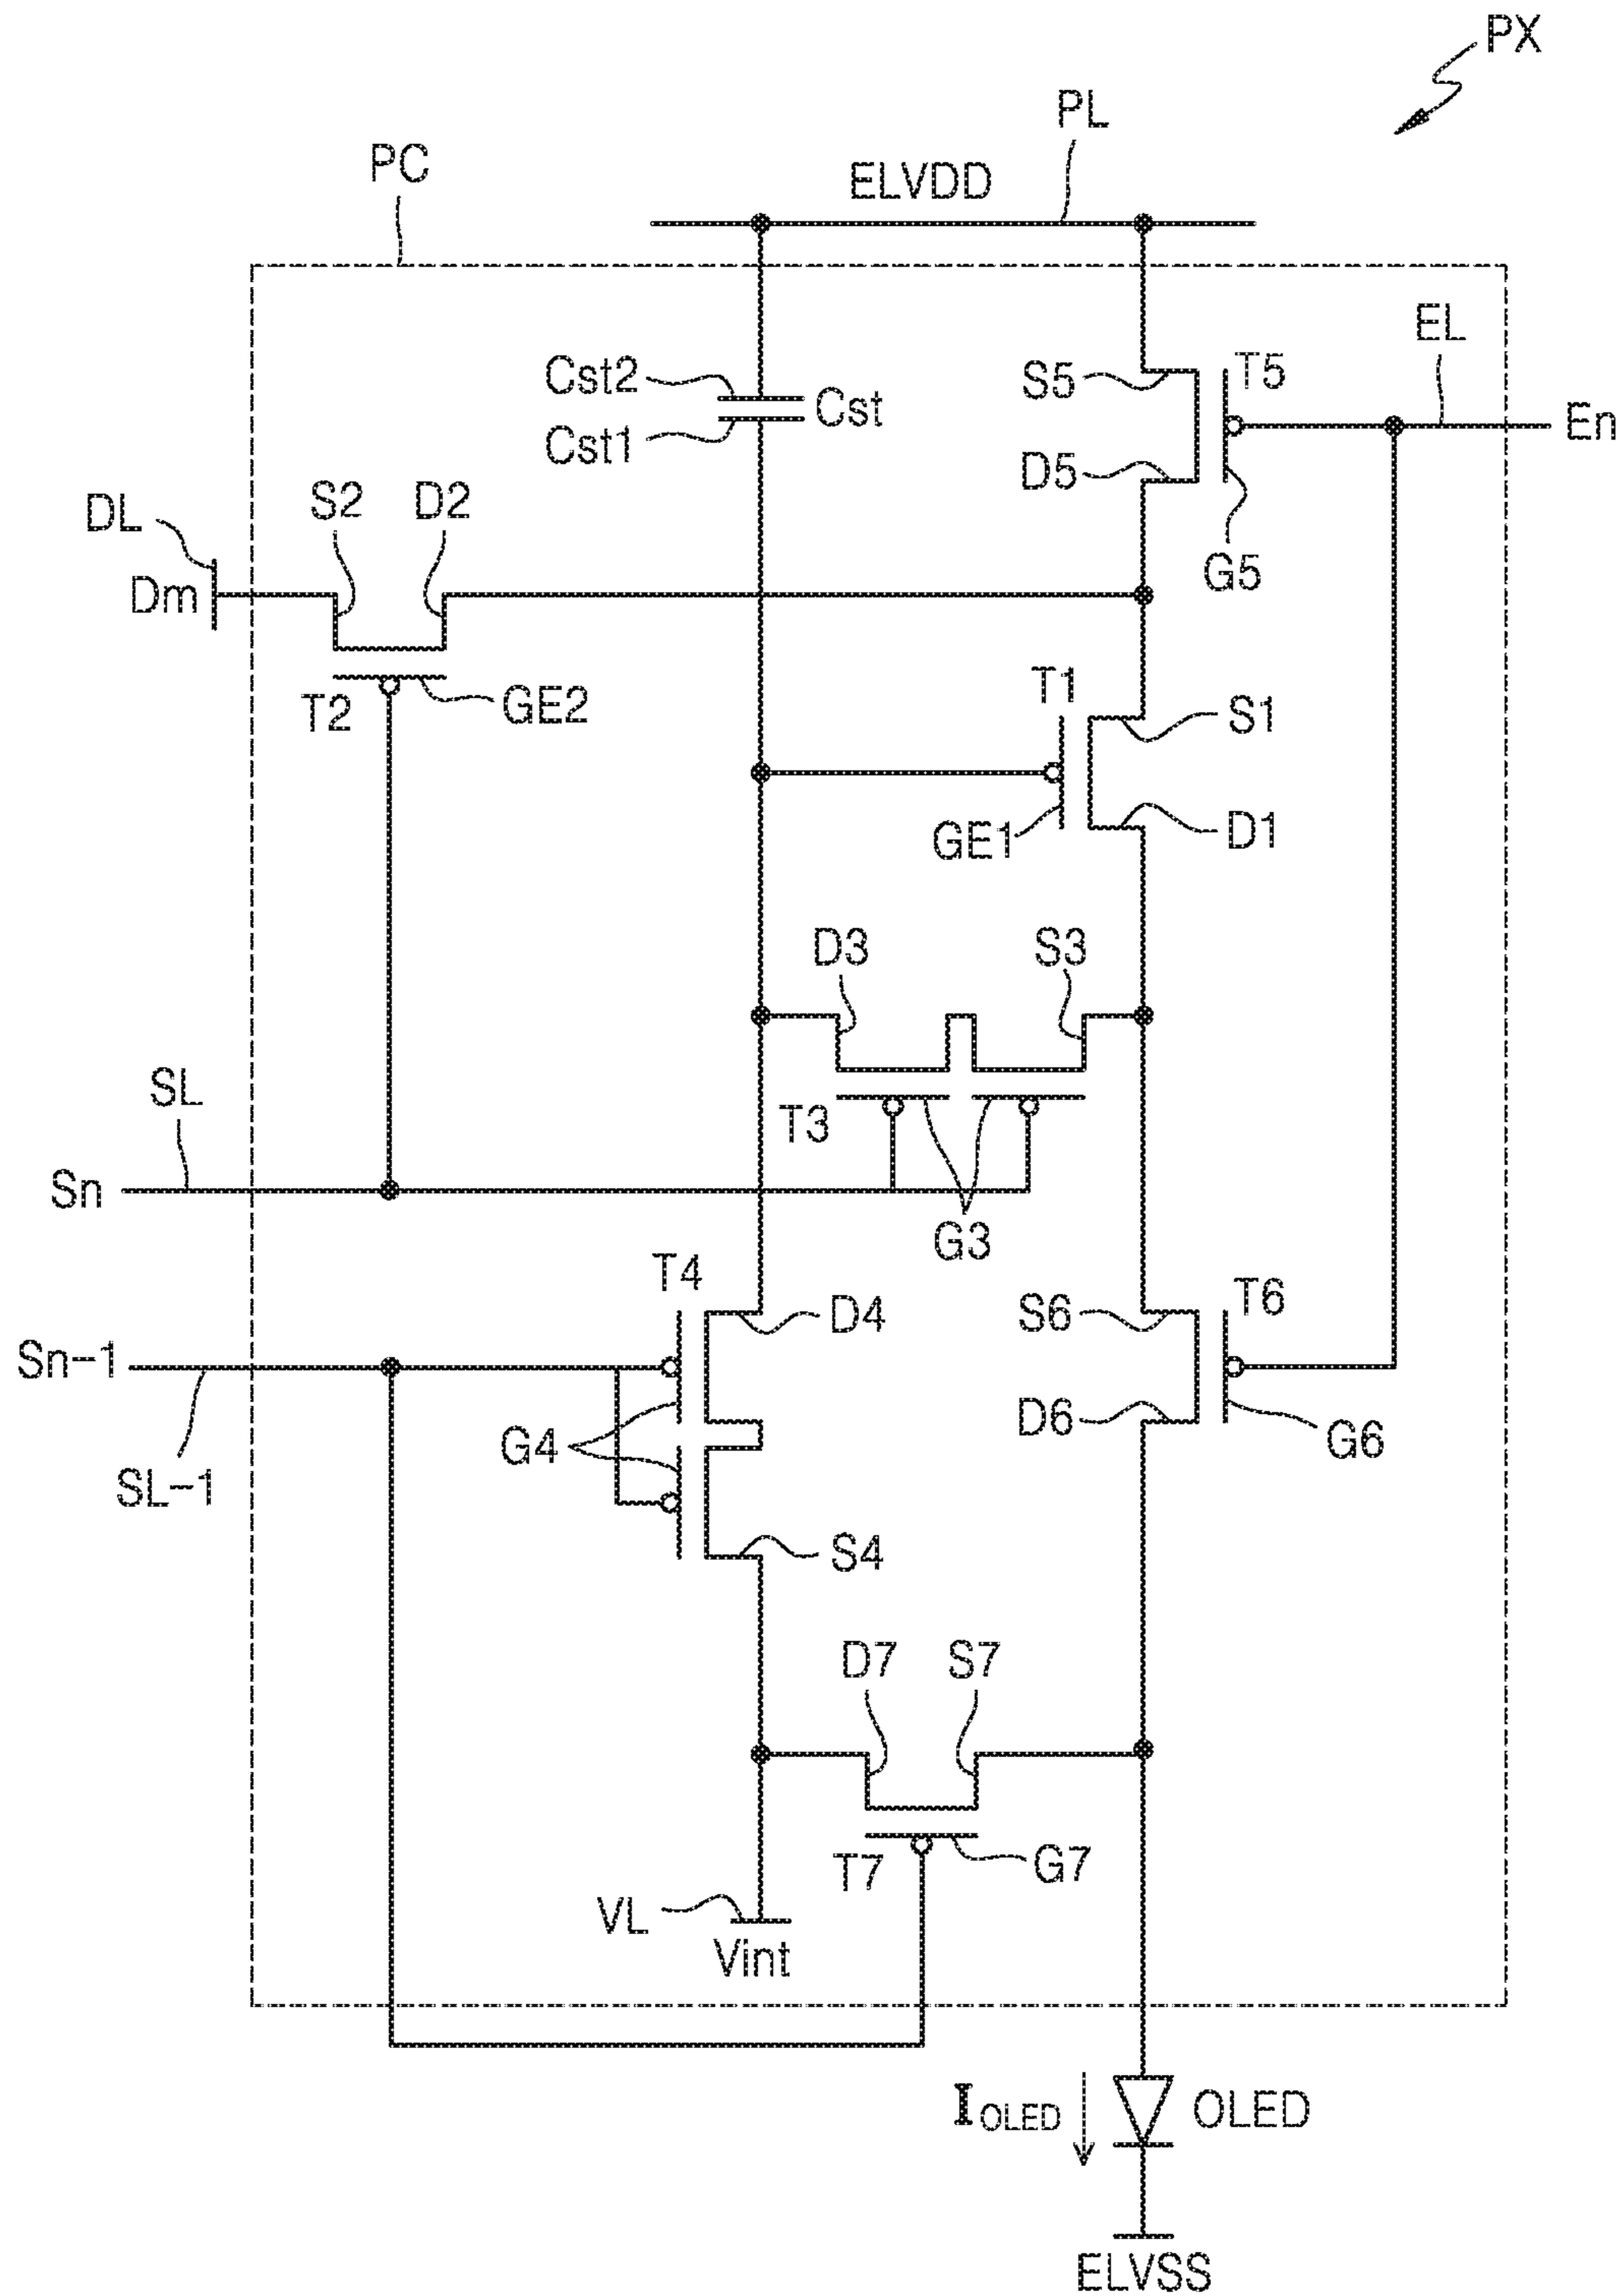 PX
PL
PC
ELVDD
EL
Cst2
Cst
S5
T5
En
Cst1
D5
DL
S2
D2
G5
Dm
T1
T2
GE2
S1
GE1
D1
D3
S3
SL
T3
Sn
G3
T4
D4
S6
T6
Sn-1
D6
G4
G6
SL-1
S4
D7
S7
T7
G7
VL
Vint
IOLED
OLED
ELVSS